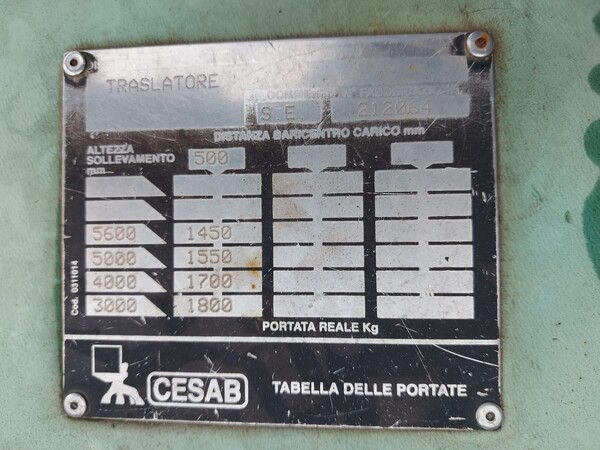 TRASLATORE
S E 212064
DISTANZA BARICENTRO CARICO mm
ALTEZZA
SOLLEVAMENTO
mm
500
5600 1450
5000 1550
4000 1700
3000 1800
Cod. 0311014
PORTATA REALE Kg
CESAB
TABELLA DELLE PORTATE